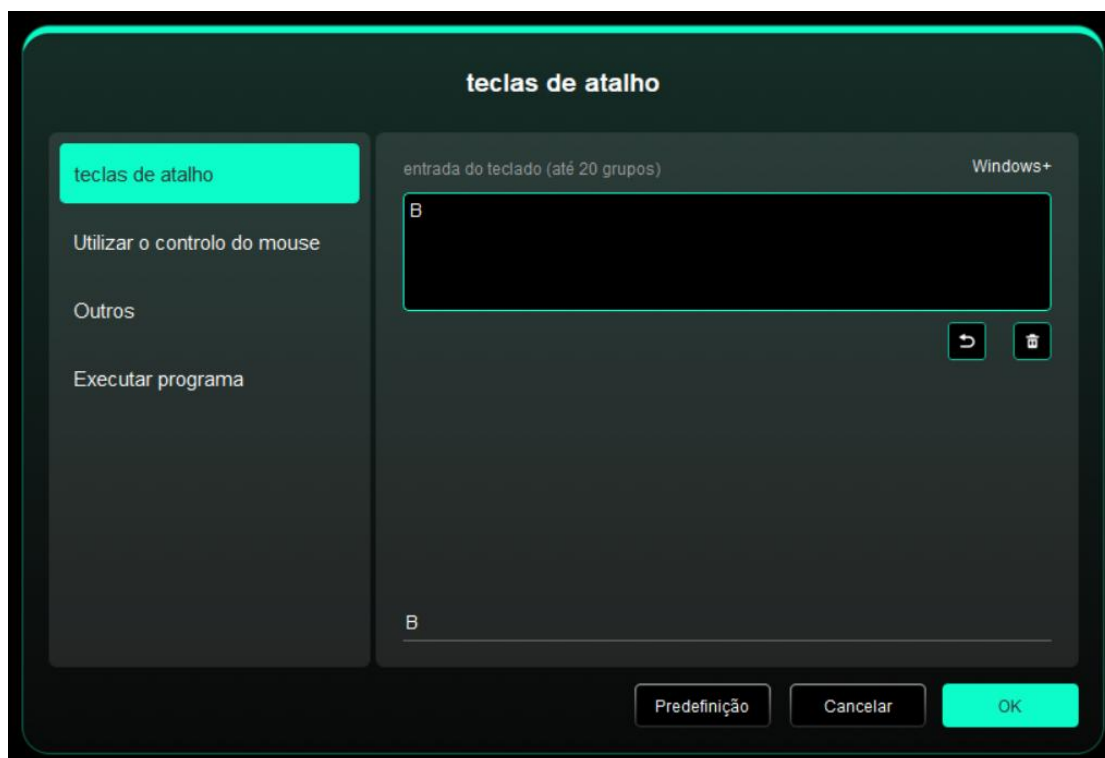 teclas de atalho
teclas de atalho
Utilizar o controlo do mouse
Outros
Executar programa
entrada do teclado (até 20 grupos)
Windows+
B
B
Predefinição
Cancelar
OK